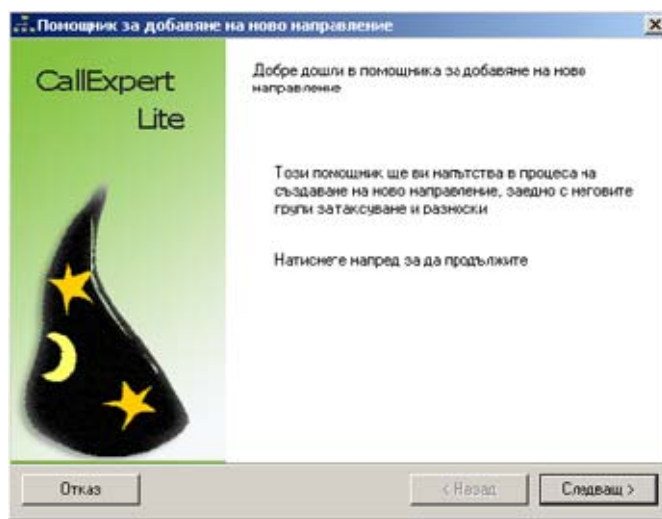 Помощник за добавяне на ново направление
CallExpert
Lite
Добре дошли в помощника за добавяне на ново
направление
Този помощник ще ви напътства в процеса на
създаване на ново направление, заедно с неговите
групи за таксуване и разноски
Натиснете напред за да продължите
Отказ
< Назад
Следващ >